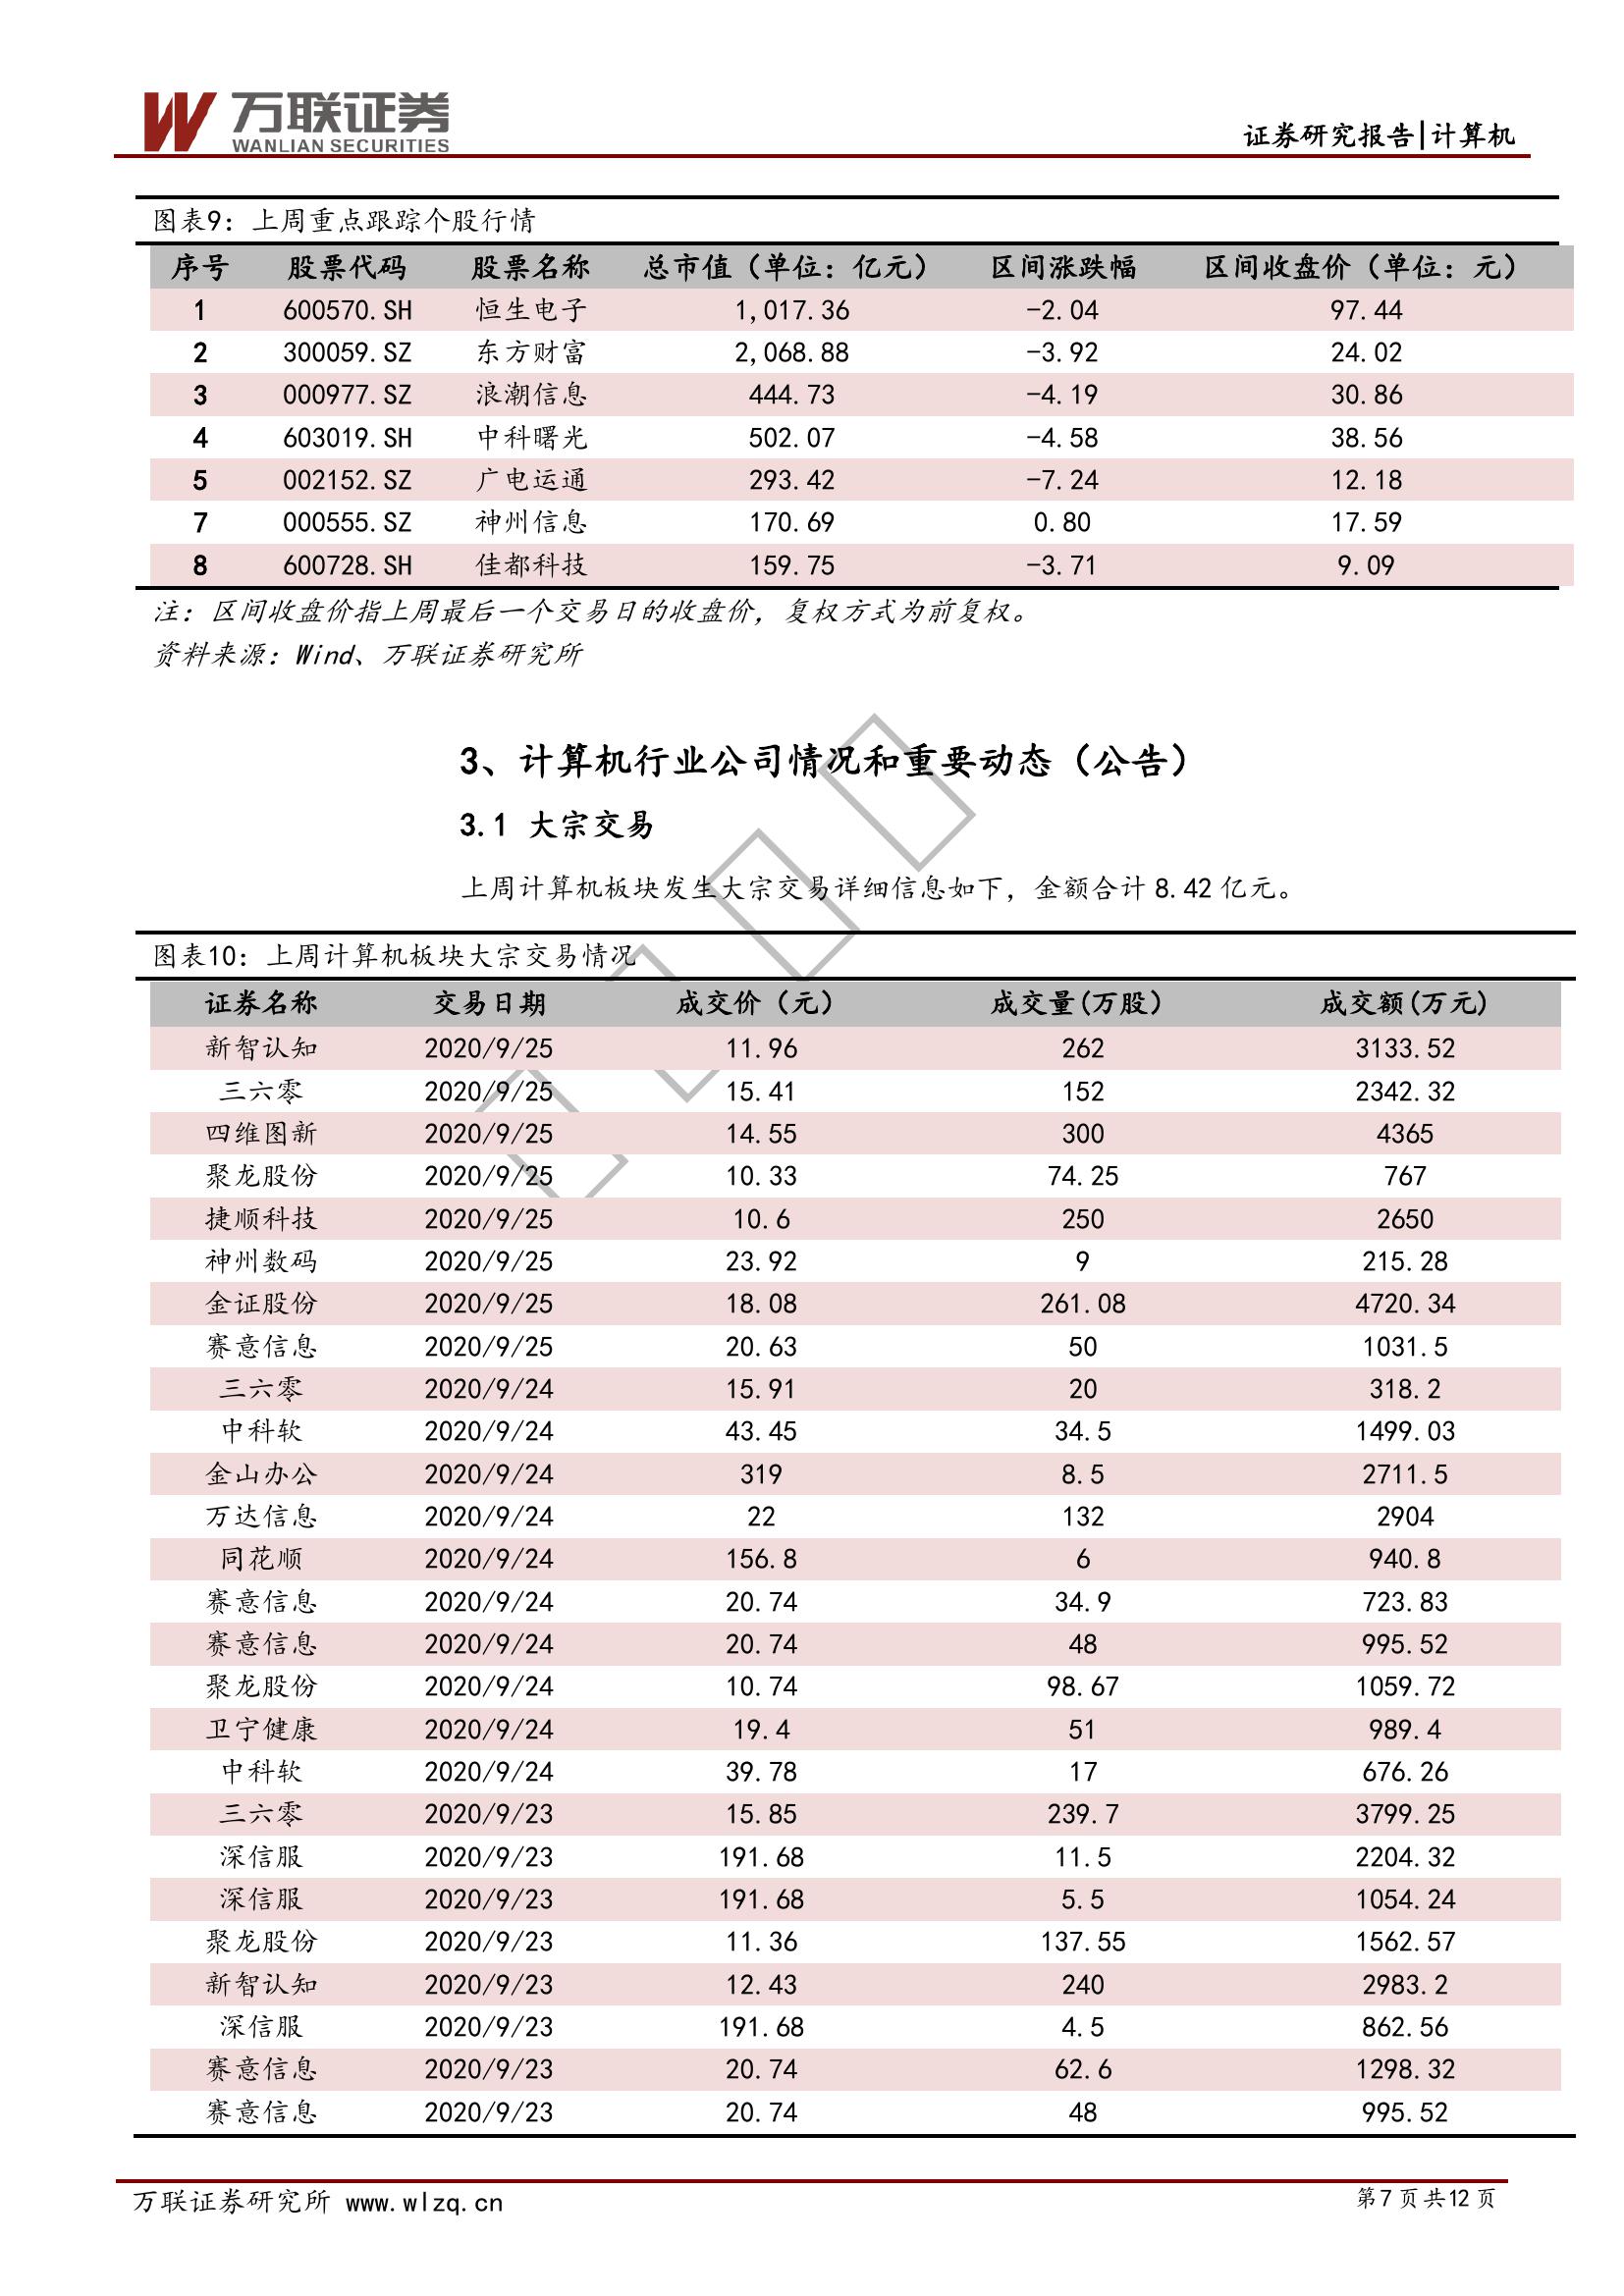 万联证券
WANLIAN SECURITIES
证券研究报告|计算机
图表9：上周重点跟踪个股行情
序号 股票代码 股票名称 总市值（单位：亿元） 区间涨跌幅 区间收盘价（单位：元）
1 600570.SH 恒生电子 1,017.36 -2.04 97.44
2 300059.SZ 东方财富 2,068.88 -3.92 24.02
3 000977.SZ 浪潮信息 444.73 -4.19 30.86
4 603019.SH 中科曙光 502.07 -4.58 38.56
5 002152.SZ 广电运通 293.42 -7.24 12.18
7 000555.SZ 神州信息 170.69 0.80 17.59
8 600728.SH 佳都科技 159.75 -3.71 9.09
注：区间收盘价指上周最后一个交易日的收盘价，复权方式为前复权。
资料来源：Wind、万联证券研究所
3、计算机行业公司情况和重要动态（公告）
3.1 大宗交易
上周计算机板块发生大宗交易详细信息如下，金额合计 8.42 亿元。
图表10：上周计算机板块大宗交易情况
证券名称 交易日期 成交价（元） 成交量(万股） 成交额(万元)
新智认知 2020/9/25 11.96 262 3133.52
三六零 2020/9/25 15.41 152 2342.32
四维图新 2020/9/25 14.55 300 4365
聚龙股份 2020/9/25 10.33 74.25 767
捷顺科技 2020/9/25 10.6 250 2650
神州数码 2020/9/25 23.92 9 215.28
金证股份 2020/9/25 18.08 261.08 4720.34
赛意信息 2020/9/25 20.63 50 1031.5
三六零 2020/9/24 15.91 20 318.2
中科软 2020/9/24 43.45 34.5 1499.03
金山办公 2020/9/24 319 8.5 2711.5
万达信息 2020/9/24 22 132 2904
同花顺 2020/9/24 156.8 6 940.8
赛意信息 2020/9/24 20.74 34.9 723.83
赛意信息 2020/9/24 20.74 48 995.52
聚龙股份 2020/9/24 10.74 98.67 1059.72
卫宁健康 2020/9/24 19.4 51 989.4
中科软 2020/9/24 39.78 17 676.26
三六零 2020/9/23 15.85 239.7 3799.25
深信服 2020/9/23 191.68 11.5 2204.32
深信服 2020/9/23 191.68 5.5 1054.24
聚龙股份 2020/9/23 11.36 137.55 1562.57
新智认知 2020/9/23 12.43 240 2983.2
深信服 2020/9/23 191.68 4.5 862.56
赛意信息 2020/9/23 20.74 62.6 1298.32
赛意信息 2020/9/23 20.74 48 995.52
万联证券研究所 www.wlzq.cn
第 7 页 共 12 页